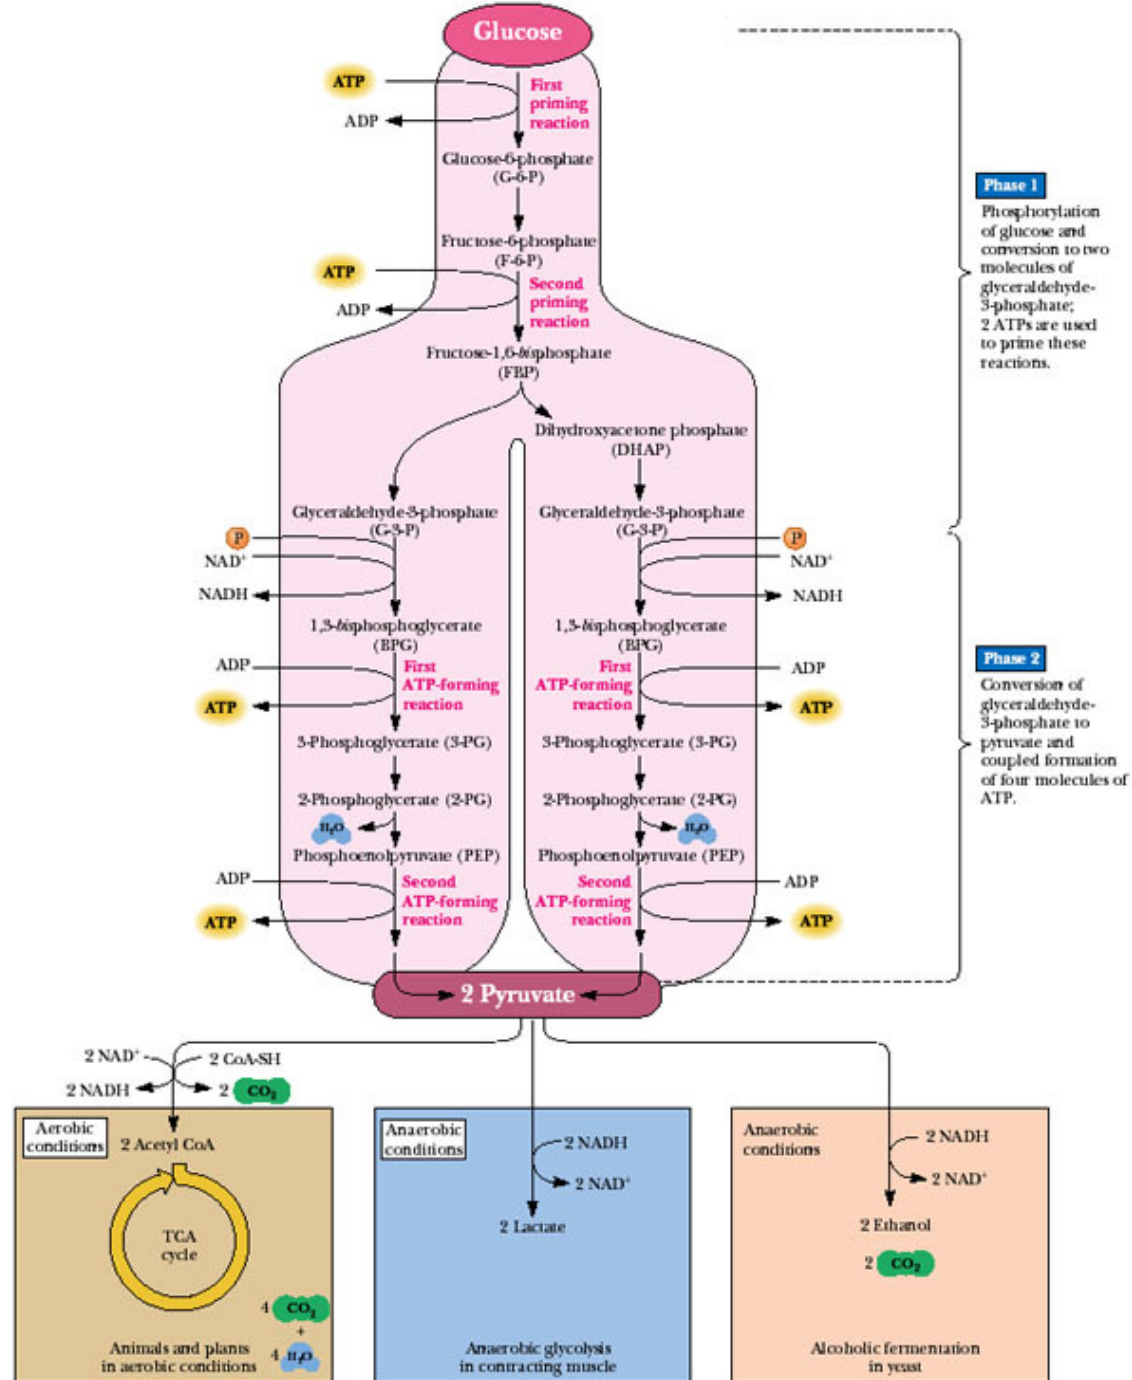 Glucose
ATP
ADP
First
priming
reaction
Glucose-6-phosphate
(G-6-P)
Fructose-6-phosphate
(F-6-P)
ATP
ADP
Second
priming
reaction
Fructose-1,6-bisphosphate
(FBP)
Dihydroxyacetone phosphate
(DHAP)
Phase 1
Phosphorylation
of glucose and
conversion to two
molecules of
glyceraldehyde-
3-phosphate;
2 ATPs are used
to prime these
reactions.
Glyceraldehyde-3-phosphate
(G-3-P)
P
NAD⁺
NADH
1,3-bisphosphoglycerate
(BPG)
ADP
ATP
First
ATP-forming
reaction
3-Phosphoglycerate (3-PG)
2-Phosphoglycerate (2-PG)
H₂O
Phosphoenolpyruvate (PEP)
ADP
ATP
Second
ATP-forming
reaction
Glyceraldehyde-3-phosphate
(G-3-P)
P
NAD⁺
NADH
1,3-bisphosphoglycerate
(BPG)
First
ATP-forming
reaction
ADP
ATP
3-Phosphoglycerate (3-PG)
2-Phosphoglycerate (2-PG)
H₂O
Phosphoenolpyruvate (PEP)
Second
ATP-forming
reaction
ADP
ATP
Phase 2
Conversion of
glyceraldehyde-
3-phosphate to
pyruvate and
coupled formation
of four molecules of
ATP.
2 Pyruvate
2 NAD⁺
2 CoA-SH
2 NADH
2 CO₂
Aerobic
conditions
2 Acetyl CoA
TCA
cycle
4 CO₂
+
4 H₂O
Animals and plants
in aerobic conditions
Anaerobic
conditions
2 NADH
2 NAD⁺
2 Lactate
Anaerobic glycolysis
in contracting muscle
Anaerobic
conditions
2 NADH
2 NAD⁺
2 Ethanol
2 CO₂
Alcoholic fermentation
in yeast